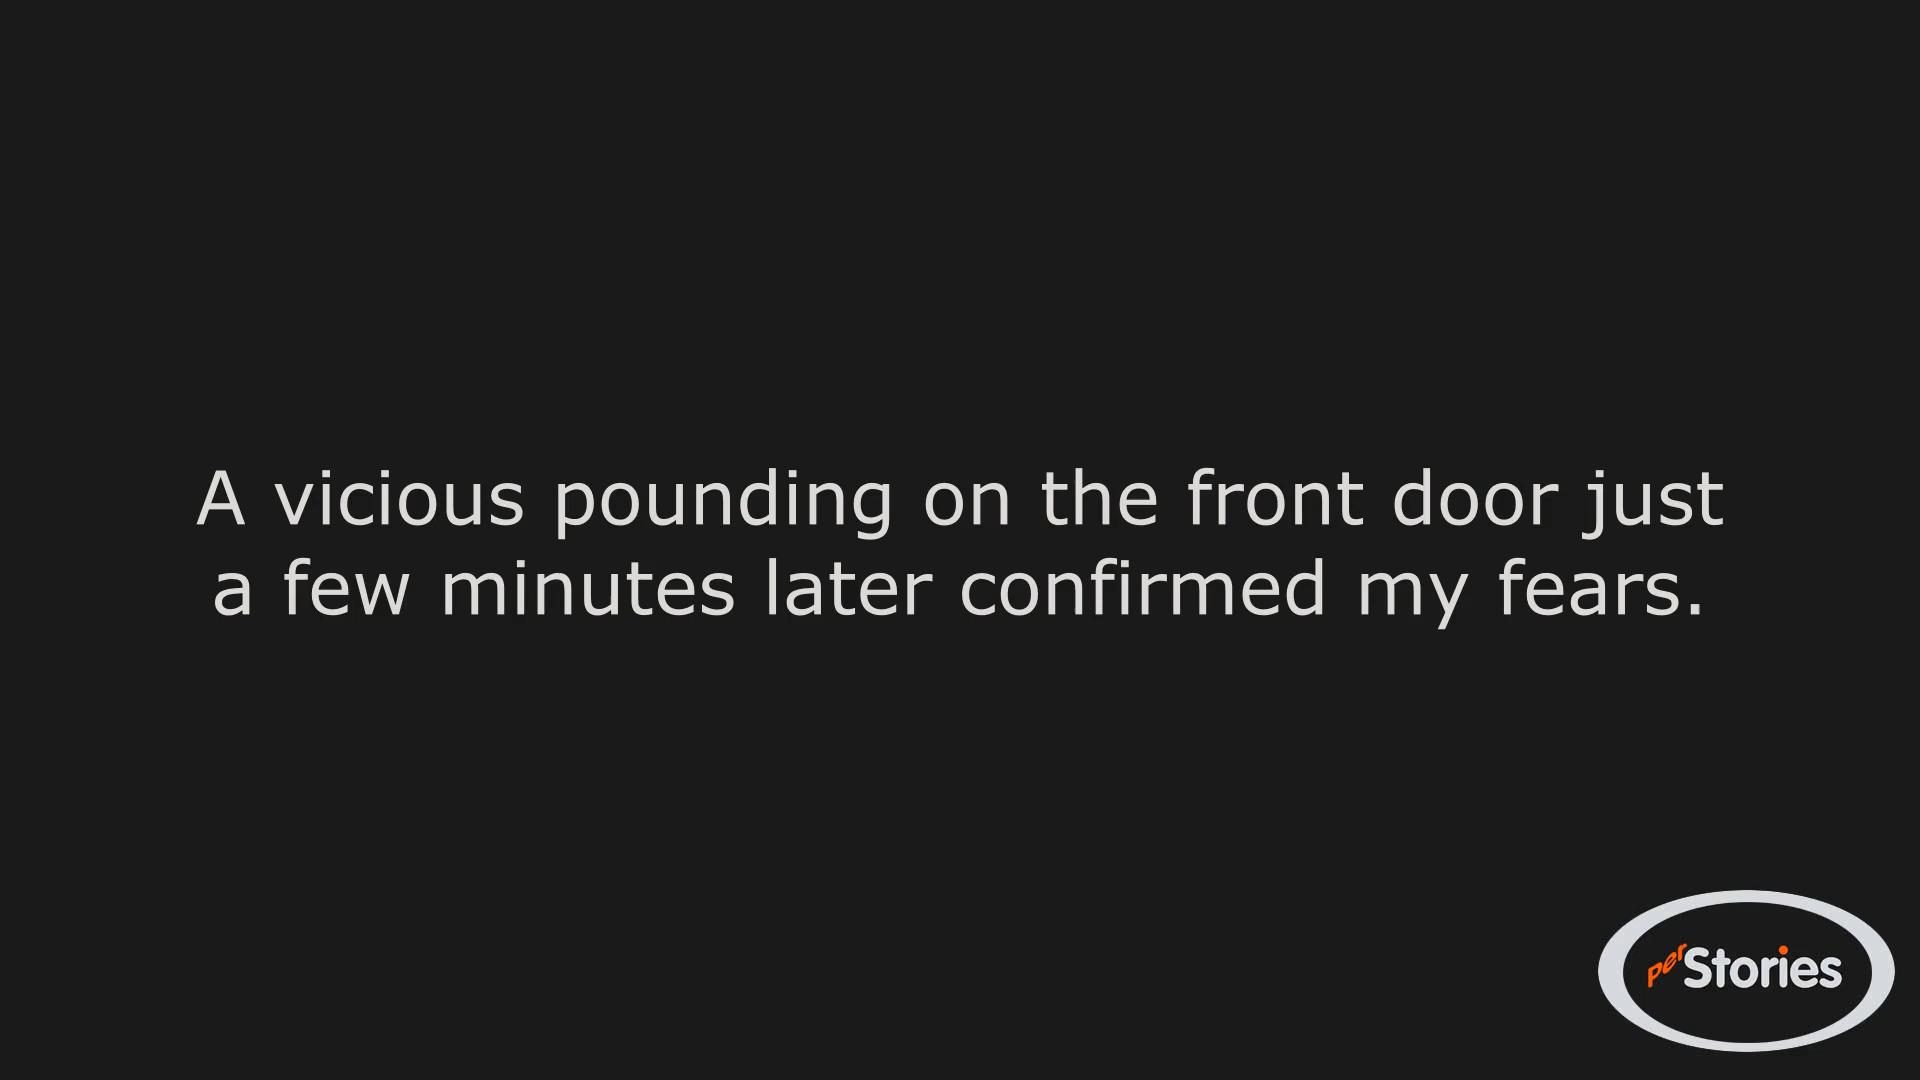 A vicious pounding on the front door just
a few minutes later confirmed my fears.
perStories